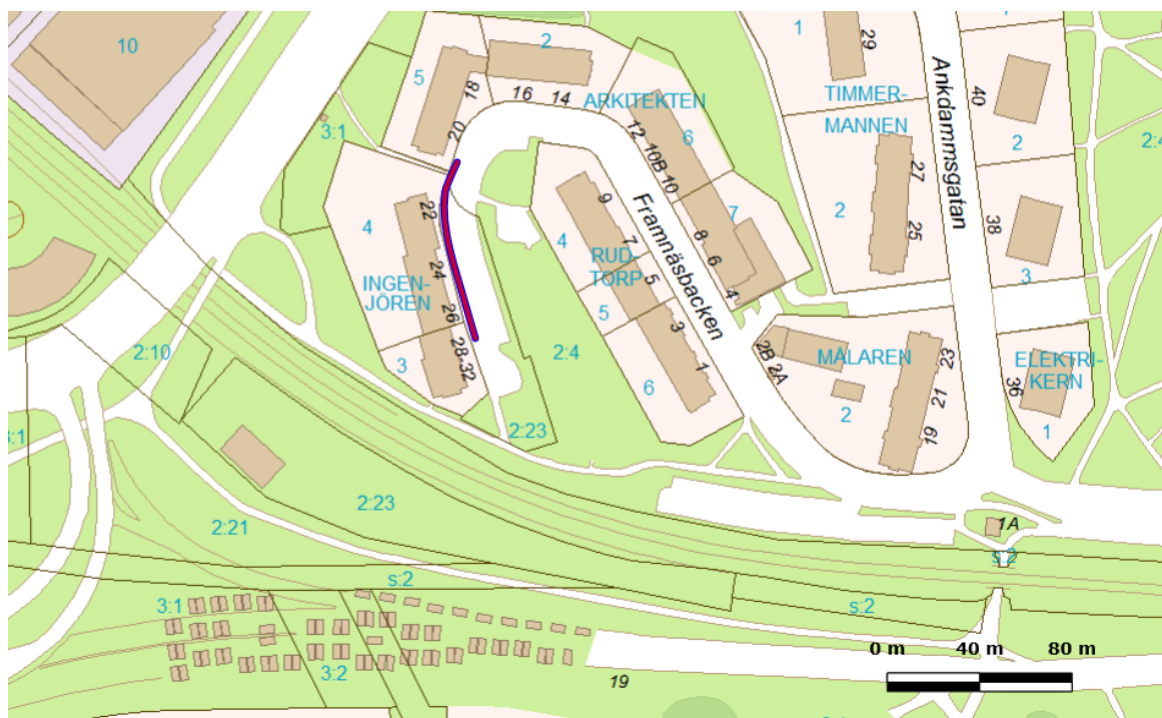 10
2
1
29
5
18
16
14
ARKITEKTEN
TIMMER-
MANNEN
40
Ankdammsgatan
20
3:1
12
10B
10
6
2
27
4
22
9
7
8
6
7
25
38
2
4
RUD-
TORP
5
Framnäsbacken
24
INGEN-
JÖREN
26
4
3
5
3
2:10
28-32
3
2:4
1
2B
2A
MÅLAREN
23
ELEKTRI-
KERN
36
6
2
21
19
1
2:23
2:23
2:21
1A
s:2
s:2
s:2
3:1
3:2
19
0 m
40 m
80 m